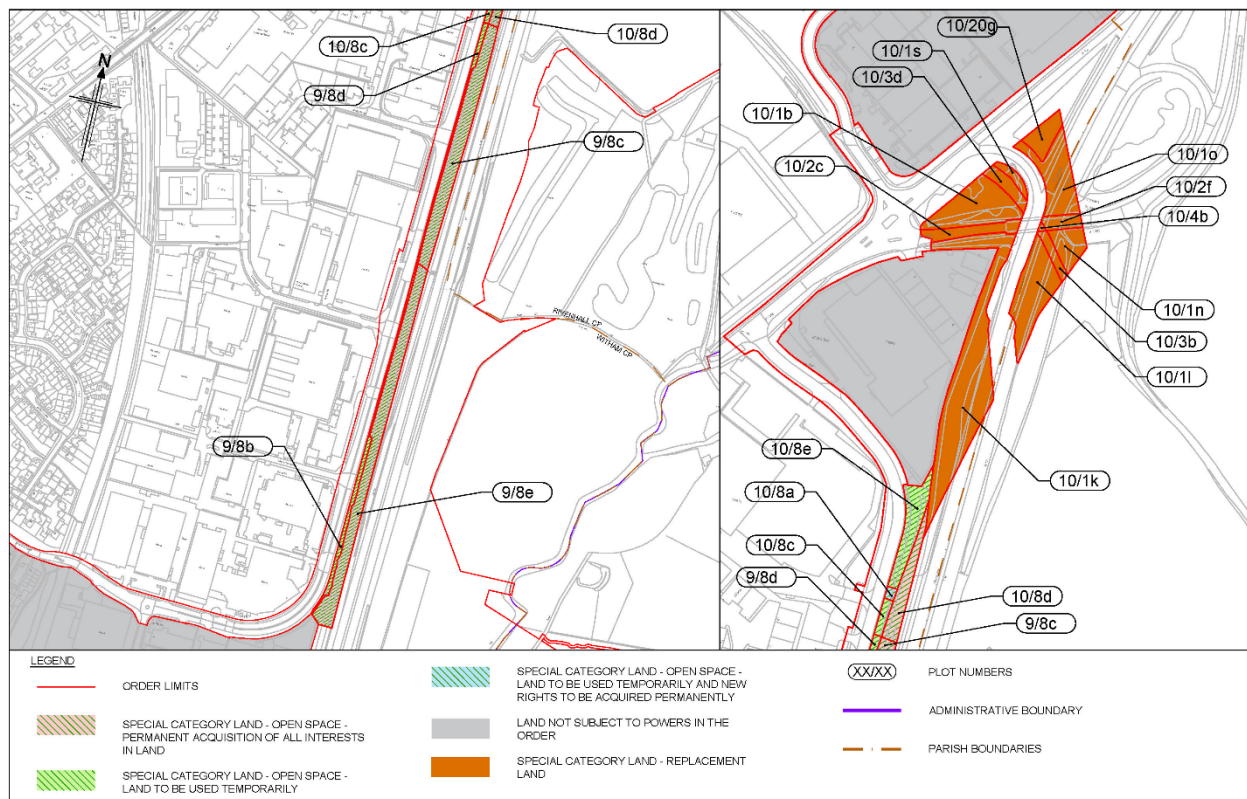 10/8c
10/8d
N
9/8d
9/8c
RIVENHALL CP
WITHAM CP
9/8b
9/8e
10/20g
10/1s
10/3d
10/1b
10/2c
10/1o
10/2f
10/4b
10/1n
10/3b
10/1l
10/8e
10/1k
10/8a
10/8c
9/8d
10/8d
9/8c
LEGEND
ORDER LIMITS
SPECIAL CATEGORY LAND - OPEN SPACE -
PERMANENT ACQUISITION OF ALL INTERESTS
IN LAND
SPECIAL CATEGORY LAND - OPEN SPACE -
LAND TO BE USED TEMPORARILY
SPECIAL CATEGORY LAND - OPEN SPACE -
LAND TO BE USED TEMPORARILY AND NEW
RIGHTS TO BE ACQUIRED PERMANENTLY
LAND NOT SUBJECT TO POWERS IN THE
ORDER
SPECIAL CATEGORY LAND - REPLACEMENT
LAND
XX/XX PLOT NUMBERS
ADMINISTRATIVE BOUNDARY
PARISH BOUNDARIES